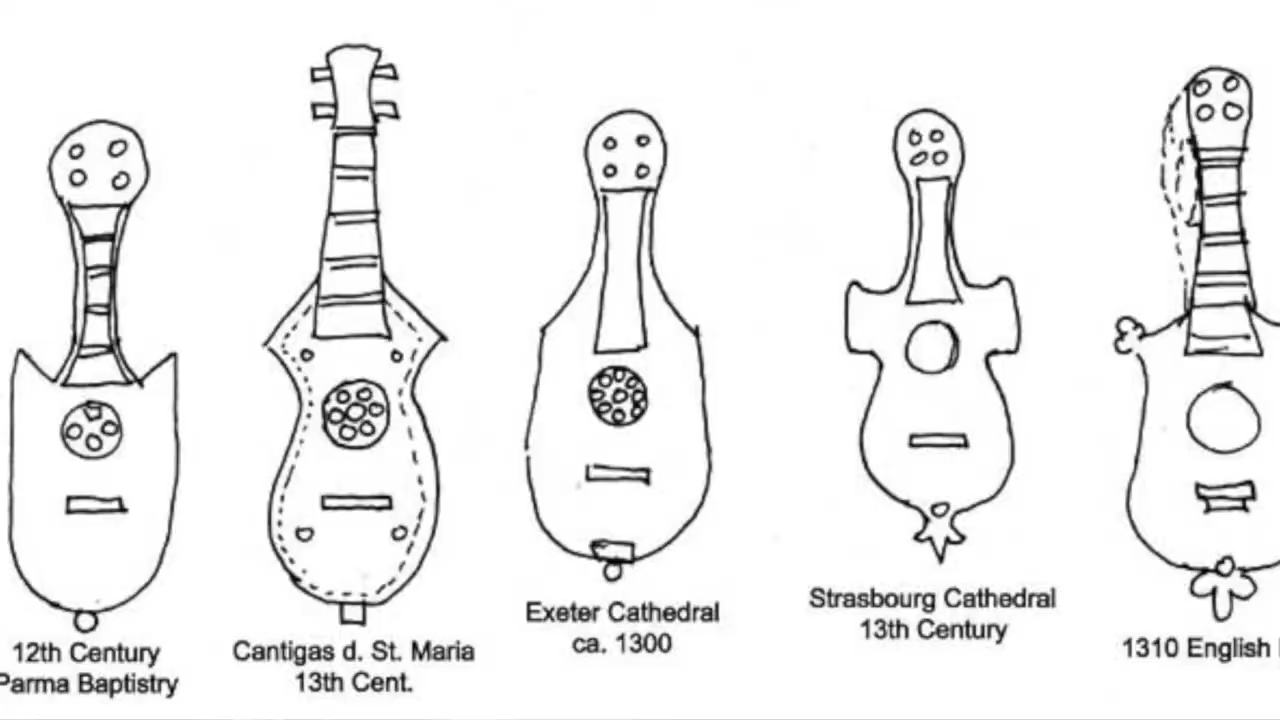 12th Century
Parma Baptistry
Cantigas d. St. Maria
13th Cent.
Exeter Cathedral
ca. 1300
Strasbourg Cathedral
13th Century
1310 English